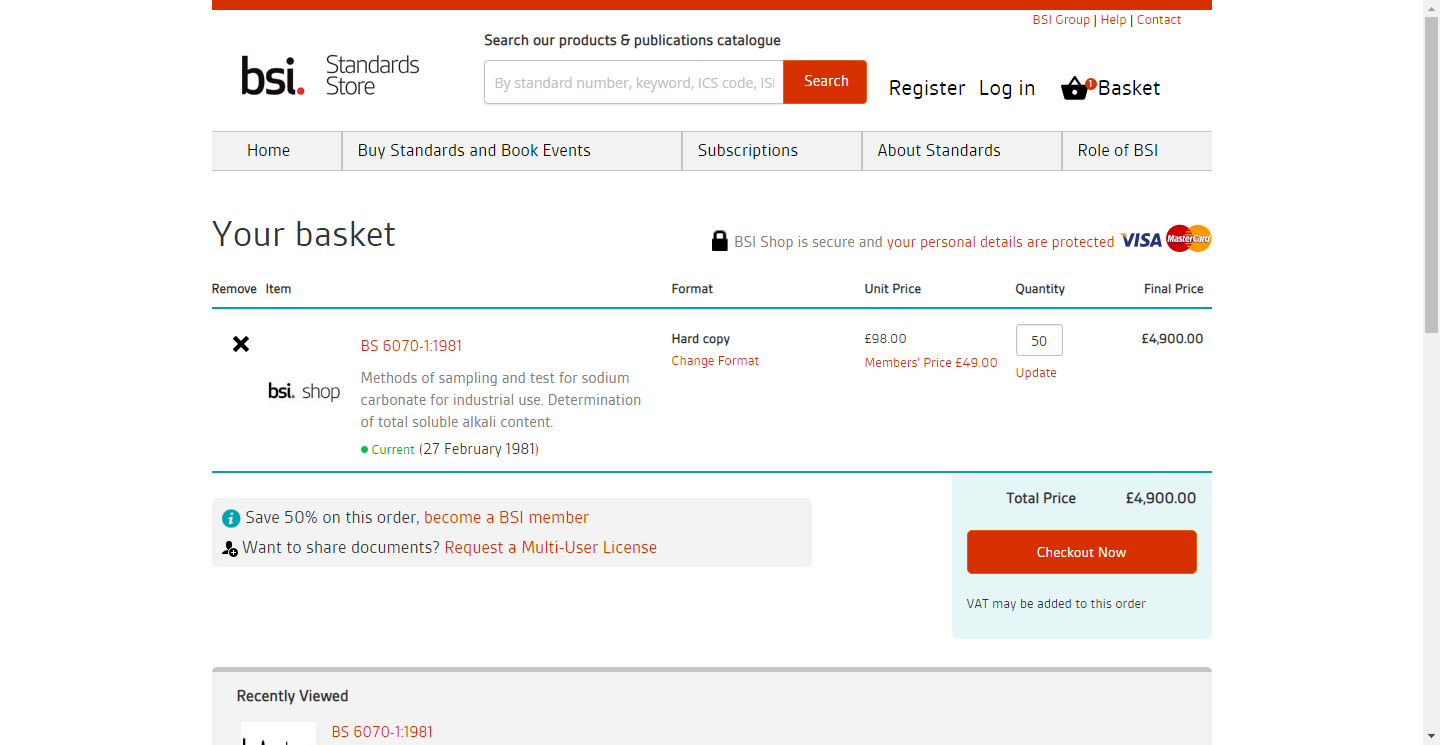 BSI Group | Help | Contact
Search our products & publications catalogue
bsi. Standards Store
By standard number, keyword, ICS code, ISI
Search
Register Log in 1 Basket
Home Buy Standards and Book Events Subscriptions About Standards Role of BSI
Your basket
BSI Shop is secure and your personal details are protected VISA MasterCard
Remove Item Format Unit Price Quantity Final Price
BS 6070-1:1981 Hard copy £98.00 50 £4,900.00
Change Format Members' Price £49.00 Update
bsi. shop
Methods of sampling and test for sodium
carbonate for industrial use. Determination
of total soluble alkali content.
Current (27 February 1981)
Total Price £4,900.00
Save 50% on this order, become a BSI member
Want to share documents? Request a Multi-User License
Checkout Now
VAT may be added to this order
Recently Viewed
BS 6070-1:1981